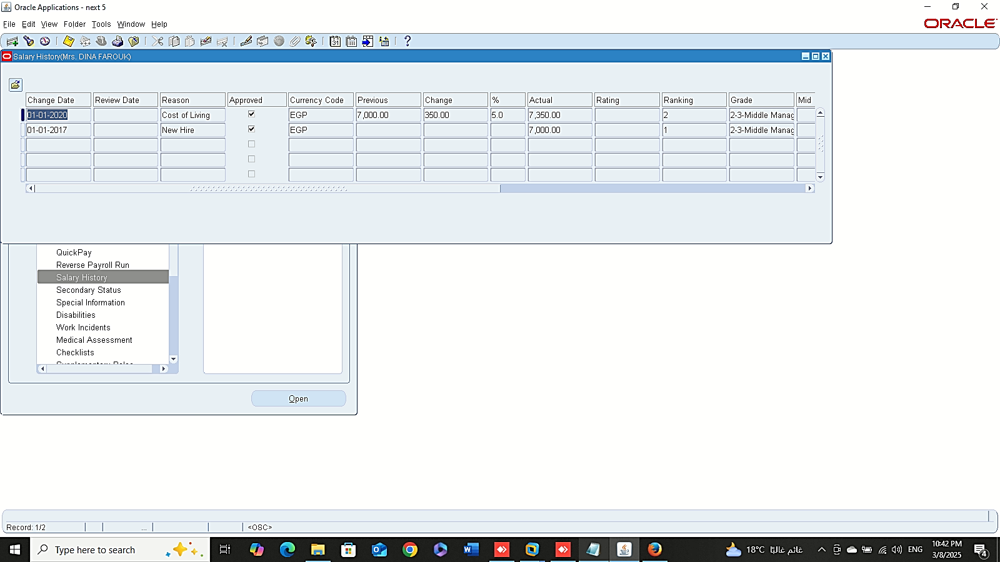 Oracle Applications - next 5
File Edit View Folder Tools Window Help
ORACLE
Salary History(Mrs. DINA FAROUK)
Change Date Review Date Reason Approved Currency Code Previous Change % Actual Rating Ranking Grade Mid
01-01-2020 Cost of Living EGP 7,000.00 350.00 5.0 7,350.00 2 2-3-Middle Manag
01-01-2017 New Hire EGP 7,000.00 1 2-3-Middle Manag
QuickPay
Reverse Payroll Run
Salary History
Secondary Status
Special Information
Disabilities
Work Incidents
Medical Assessment
Checklists
Open
Record: 1/2 ... <OSC>
Type here to search
18°C غائم غالبًا
ENG
10:42 PM
3/8/2025
4